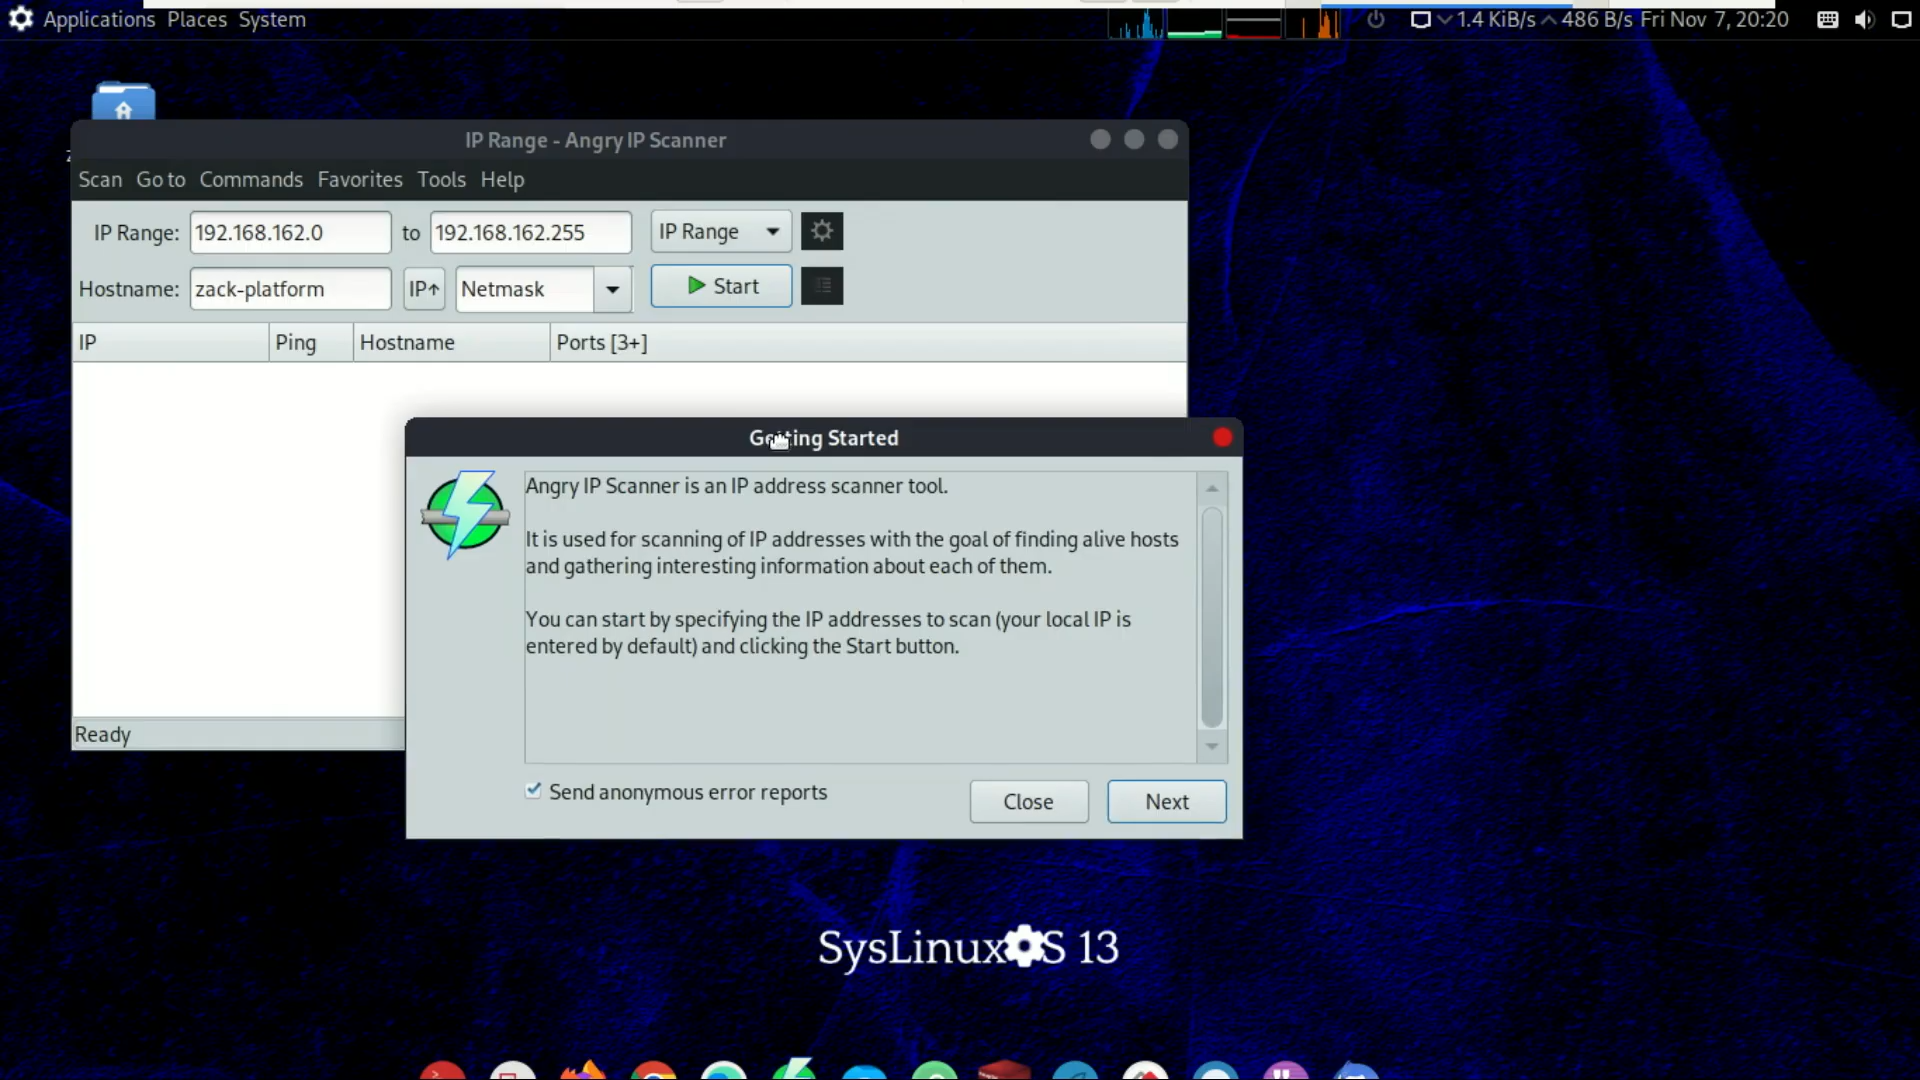 Applications Places System
1.4 KiB/s 486 B/s Fri Nov 7, 20:20
IP Range - Angry IP Scanner
Scan Go to Commands Favorites Tools Help
IP Range: 192.168.162.0 to 192.168.162.255 IP Range
Hostname: zack-platform IP↑ Netmask Start
IP Ping Hostname Ports [3+]
Getting Started
Angry IP Scanner is an IP address scanner tool.
It is used for scanning of IP addresses with the goal of finding alive hosts
and gathering interesting information about each of them.
You can start by specifying the IP addresses to scan (your local IP is
entered by default) and clicking the Start button.
Ready
Send anonymous error reports
Close Next
SysLinuxOS 13